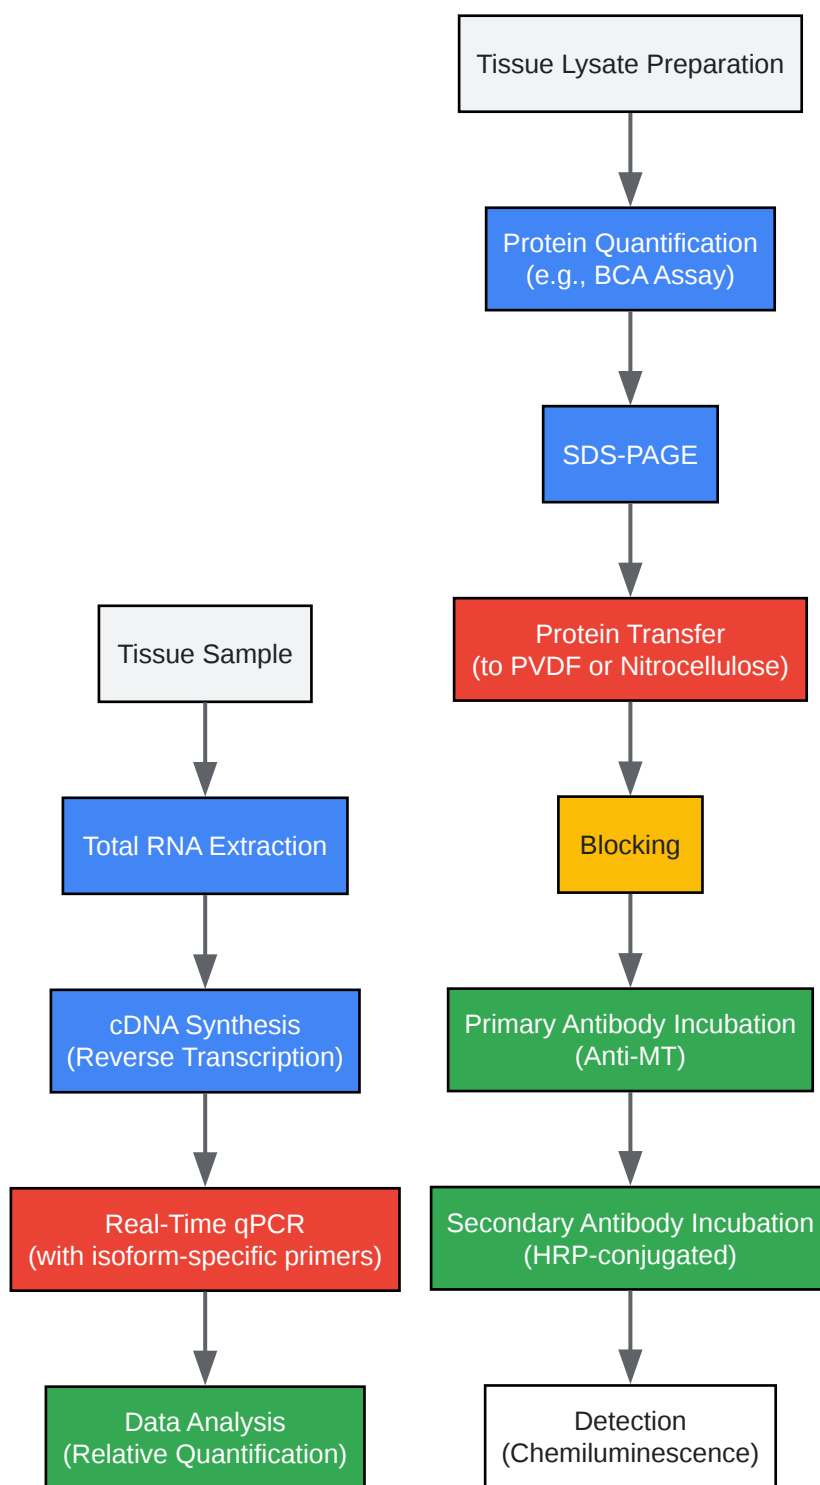 Tissue Lysate Preparation
Protein Quantification
(e.g., BCA Assay)
SDS-PAGE
Protein Transfer
(to PVDF or Nitrocellulose)
Blocking
Primary Antibody Incubation
(Anti-MT)
Secondary Antibody Incubation
(HRP-conjugated)
Detection
(Chemiluminescence)
Tissue Sample
Total RNA Extraction
cDNA Synthesis
(Reverse Transcription)
Real-Time qPCR
(with isoform-specific primers)
Data Analysis
(Relative Quantification)